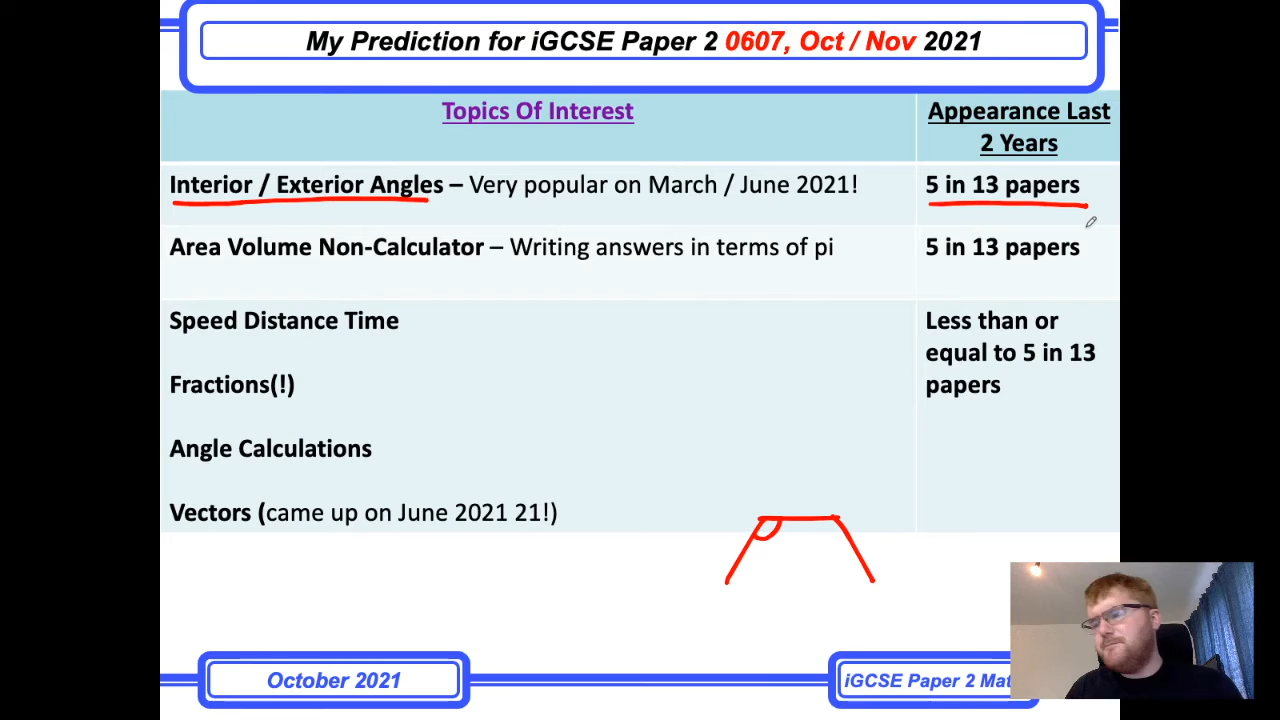 My Prediction for iGCSE Paper 2 0607, Oct / Nov 2021
Topics Of Interest
Appearance Last
2 Years
Interior / Exterior Angles – Very popular on March / June 2021!
5 in 13 papers
Area Volume Non-Calculator – Writing answers in terms of pi
5 in 13 papers
Speed Distance Time
Less than or
equal to 5 in 13
papers
Fractions(!)
Angle Calculations
Vectors (came up on June 2021 21!)
October 2021
iGCSE Paper 2